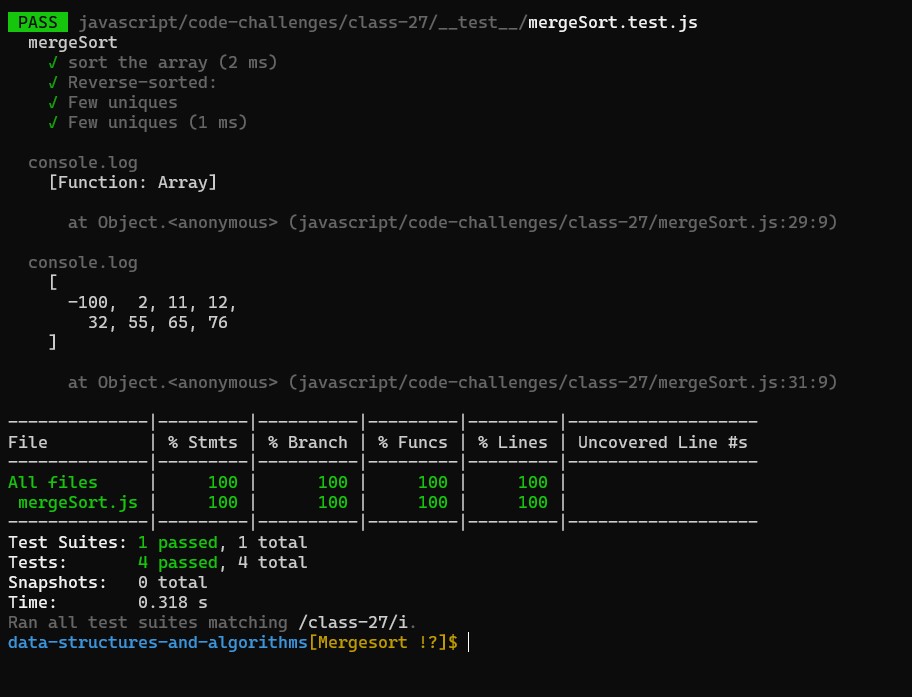 PASS javascript/code-challenges/class-27/__test__/mergeSort.test.js
mergeSort
√ sort the array (2 ms)
√ Reverse-sorted:
√ Few uniques
√ Few uniques (1 ms)
console.log
[Function: Array]
at Object.<anonymous> (javascript/code-challenges/class-27/mergeSort.js:29:9)
console.log
[
-100, 2, 11, 12,
32, 55, 65, 76
]
at Object.<anonymous> (javascript/code-challenges/class-27/mergeSort.js:31:9)
--------------|---------|----------|---------|---------|-------------------
File | % Stmts | % Branch | % Funcs | % Lines | Uncovered Line #s
--------------|---------|----------|---------|---------|-------------------
All files | 100 | 100 | 100 | 100 |
mergeSort.js | 100 | 100 | 100 | 100 |
--------------|---------|----------|---------|---------|-------------------
Test Suites: 1 passed, 1 total
Tests: 4 passed, 4 total
Snapshots: 0 total
Time: 0.318 s
Ran all test suites matching /class-27/i.
data-structures-and-algorithms[Mergesort !?]$